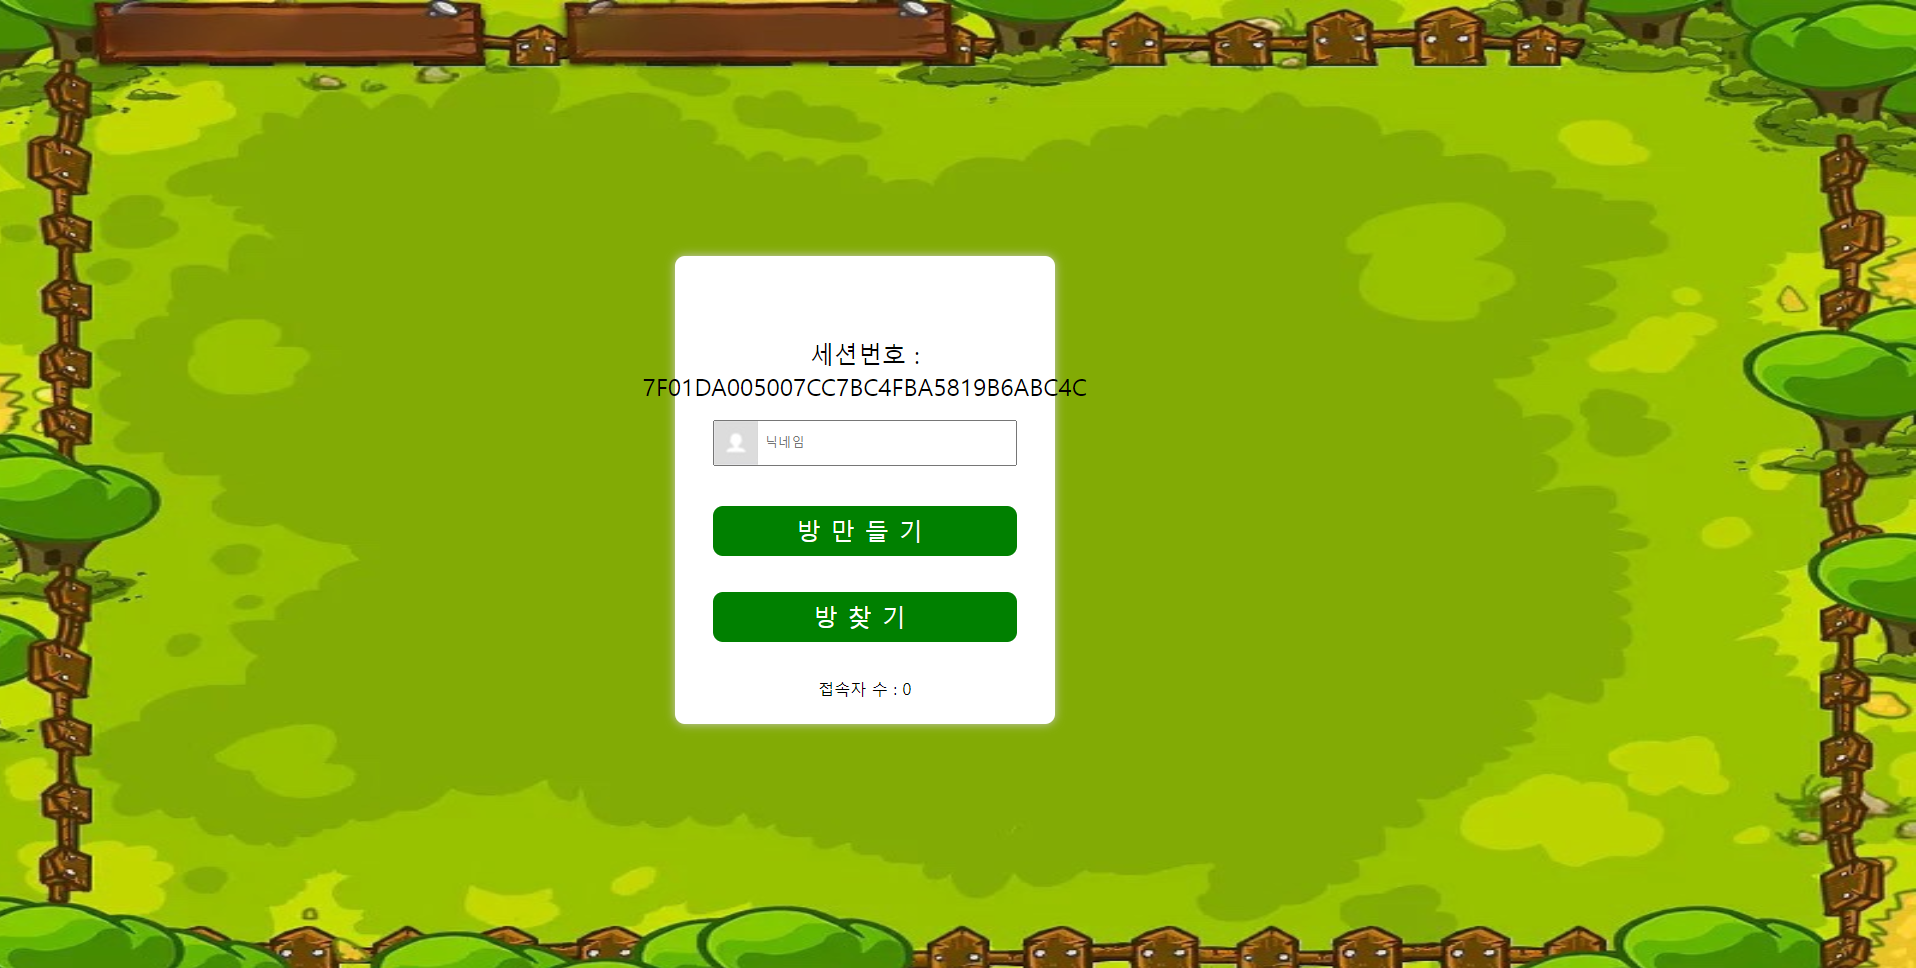 세션번호 :
7F01DA005007CC7BC4FBA5819B6ABC4C
닉네임
방 만 들 기
방 찾 기
접속자 수 : 0